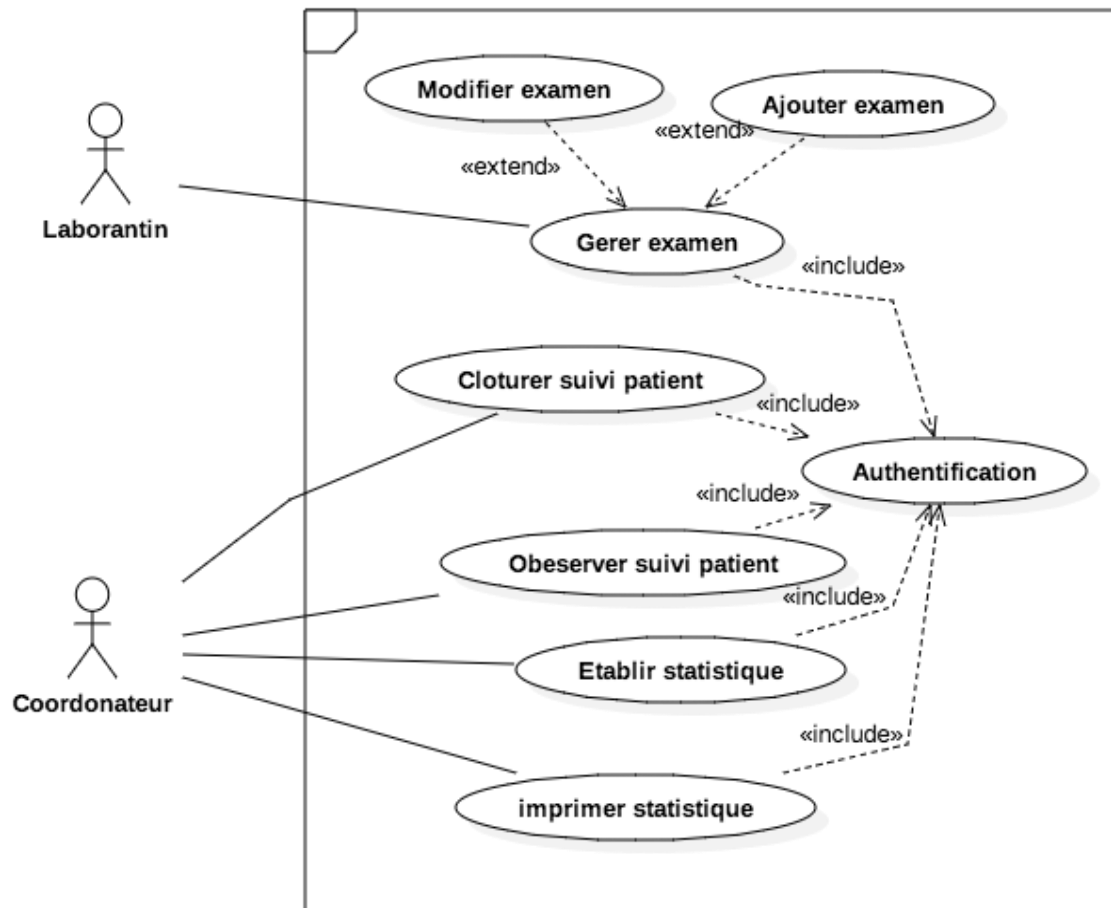 Modifier examen
Ajouter examen
«extend»
«extend»
Laborantin
Gerer examen
«include»
Cloturer suivi patient
«include»
Authentification
«include»
Obeserver suivi patient
«include»
Etablir statistique
Coordonateur
«include»
imprimer statistique